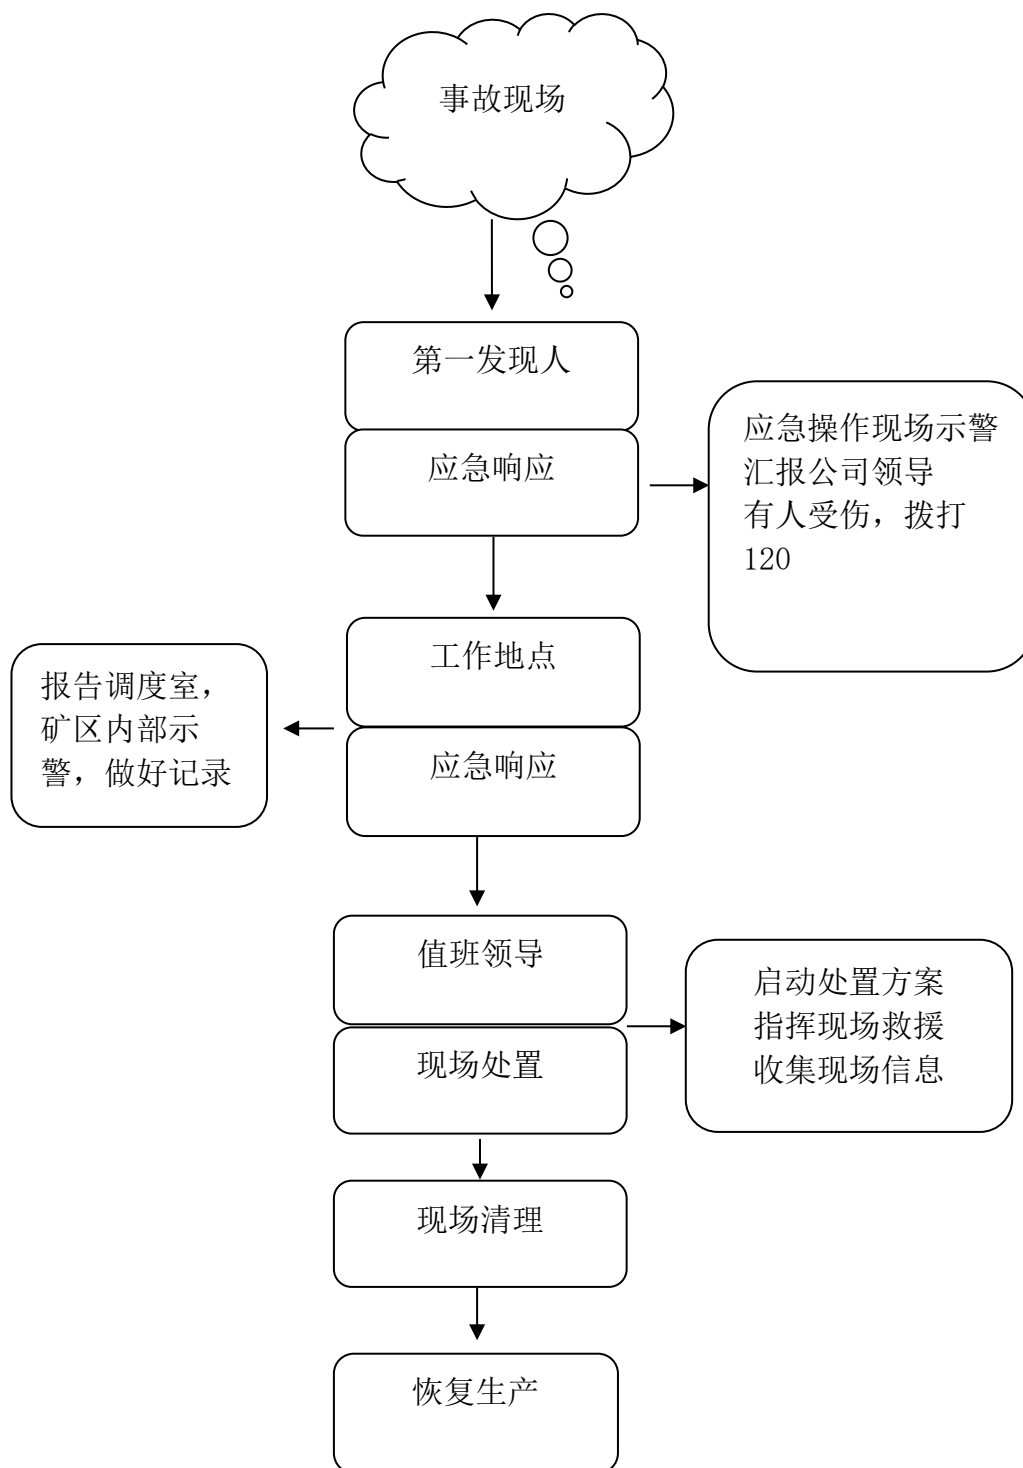 事故现场
第一发现人
应急响应
应急操作现场示警
汇报公司领导
有人受伤，拨打
120
工作地点
应急响应
报告调度室，
矿区内部示
警，做好记录
值班领导
现场处置
启动处置方案
指挥现场救援
收集现场信息
现场清理
恢复生产